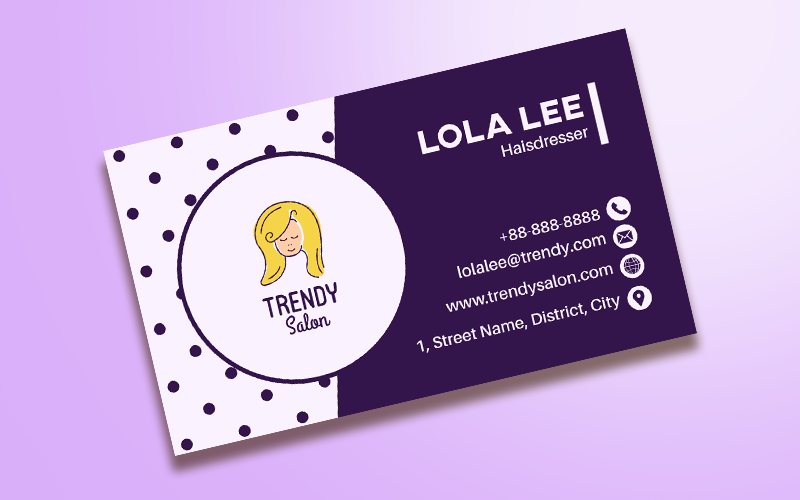 LOLA LEE
Haisdresser
+88-888-8888
lolalee@trendy.com
www.trendysalon.com
1, Street Name, District, City
TRENDY
Salon